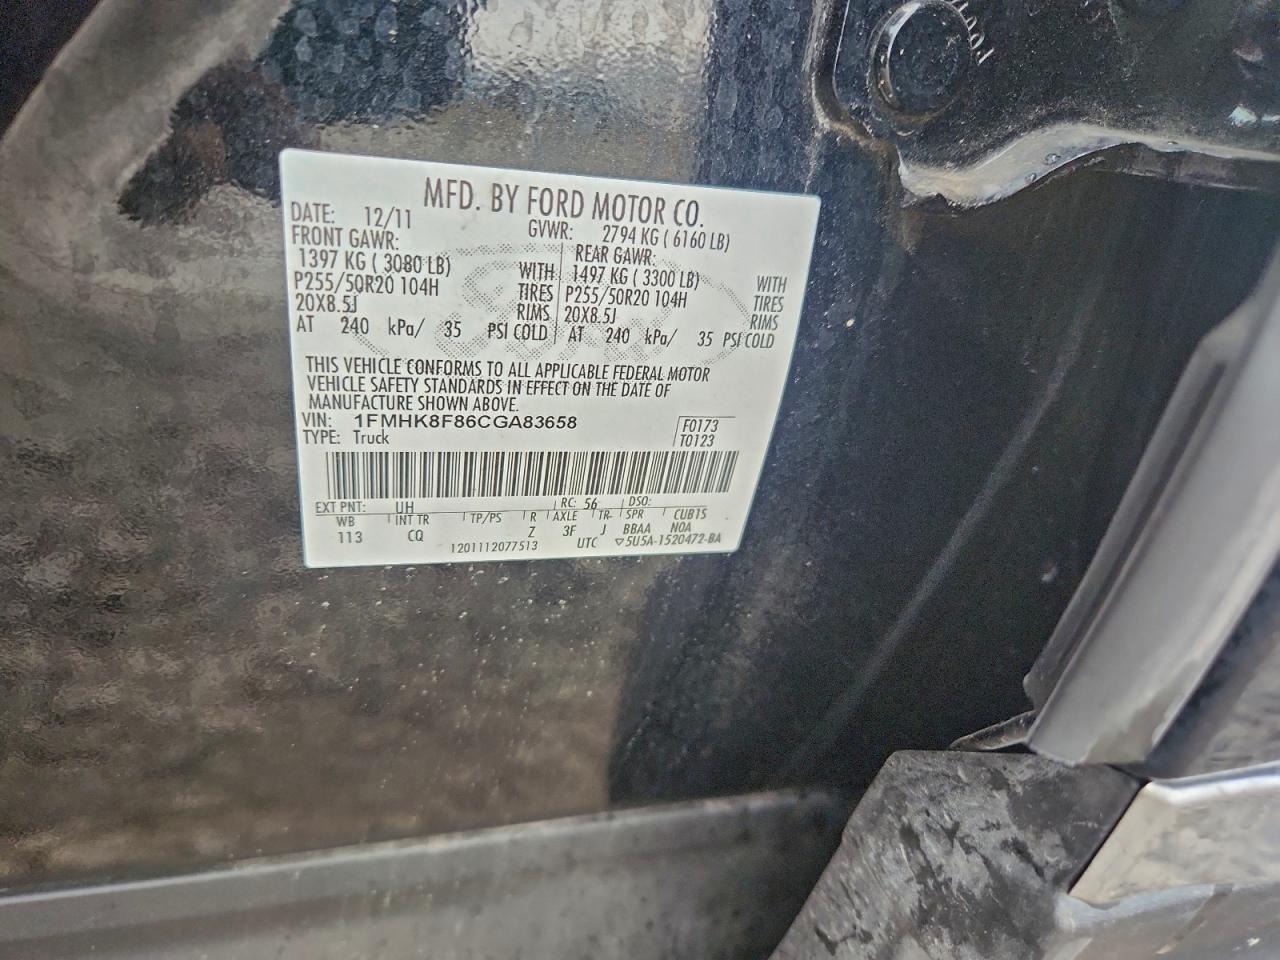 MFD. BY FORD MOTOR CO.
DATE: 12/11 GVWR: 2794 KG ( 6160 LB)
FRONT GAWR: REAR GAWR:
1397 KG ( 3080 LB) WITH 1497 KG ( 3300 LB) WITH
P255/50R20 104H TIRES P255/50R20 104H TIRES
20X8.5J RIMS 20X8.5J RIMS
AT 240 kPa/ 35 PSI COLD AT 240 kPa/ 35 PSI COLD
THIS VEHICLE CONFORMS TO ALL APPLICABLE FEDERAL MOTOR
VEHICLE SAFETY STANDARDS IN EFFECT ON THE DATE OF
MANUFACTURE SHOWN ABOVE.
VIN: 1FMHK8F86CGA83658 F0173
TYPE: Truck T0123
EXT PNT: UH RC: 56 DSO:
WB INT TR TP/PS R AXLE TR SPR CUBTS
113 CQ Z 3F J BBAA NOA
1201112077513 UTC ▽5U5A-1520472-BA